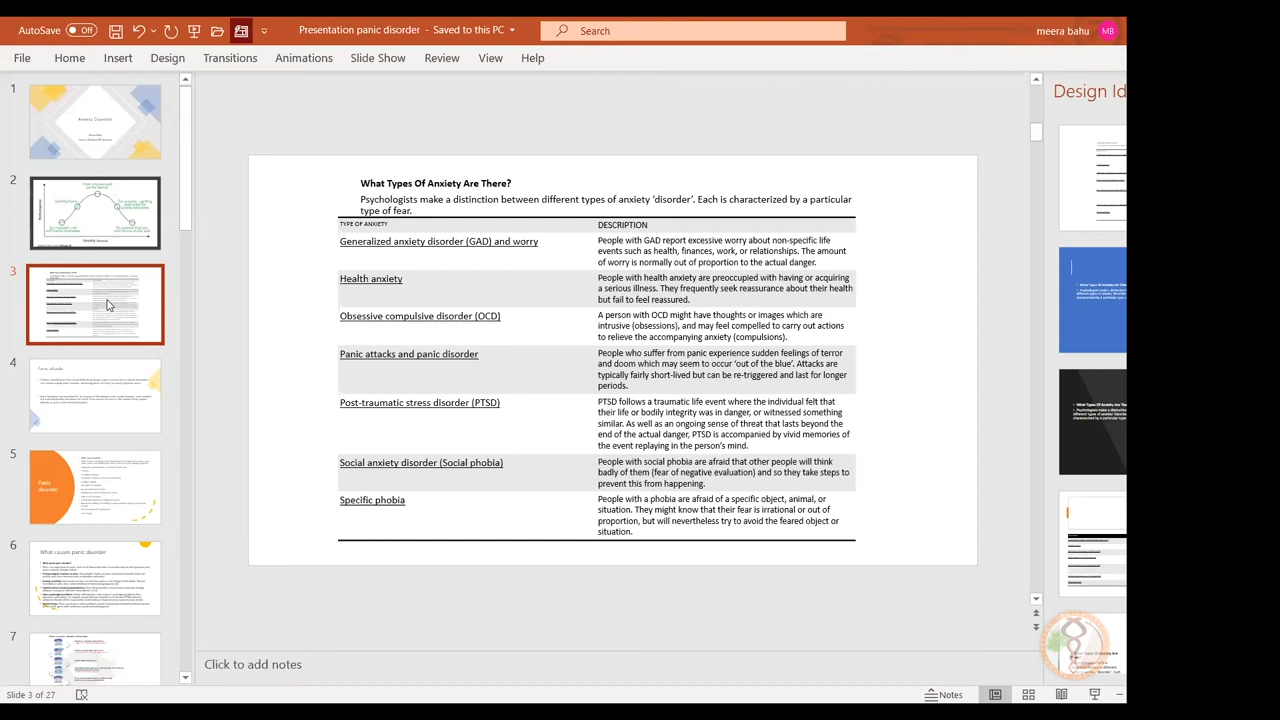 AutoSave Off Presentation panic disorder - Saved to this PC Search meera bahu MB
File Home Insert Design Transitions Animations Slide Show Review View Help
1
Anxiety Disorders
2
3
4
Panic attacks
5
Panic disorder
6
What causes panic disorder
7
What Types Of Anxiety Are There?
Psychologists make a distinction between different types of anxiety 'disorder'. Each is characterized by a particular
type of fear.
TYPE OF ANXIETY DESCRIPTION
Generalized anxiety disorder (GAD) and worry
People with GAD report excessive worry about non-specific life
events such as health, finances, work, or relationships. The amount
of worry is normally out of proportion to the actual danger.
Health anxiety
People with health anxiety are preoccupied with having or acquiring
a serious illness. They frequently seek reassurance about their health
but fail to feel reassured.
Obsessive compulsive disorder (OCD)
A person with OCD might have thoughts or images which are
intrusive (obsessions), and may feel compelled to carry out actions
to relieve the accompanying anxiety (compulsions).
Panic attacks and panic disorder
People who suffer from panic experience sudden feelings of terror
and doom which may seem to occur 'out of the blue'. Attacks are
typically fairly short-lived but can be re-triggered and last for longer
periods.
Post-traumatic stress disorder (PTSD)
PTSD follows a traumatic life event where the individual felt that
their life or bodily integrity was in danger, or witnessed something
similar. As well as an ongoing sense of threat that lasts beyond the
end of the actual danger, PTSD is accompanied by vivid memories of
the event replaying in the person's mind.
Social anxiety disorder (Social phobia)
People with social phobia are afraid that other people will think
badly of them (fear of negative evaluation) and so they take steps to
prevent this from happening.
Specific phobia
People with a phobia are afraid of a specific object, animal, or
situation. They might know that their fear is irrational or out of
proportion, but will nevertheless try to avoid the feared object or
situation.
Design Id
Click to add notes
Slide 3 of 27 Notes